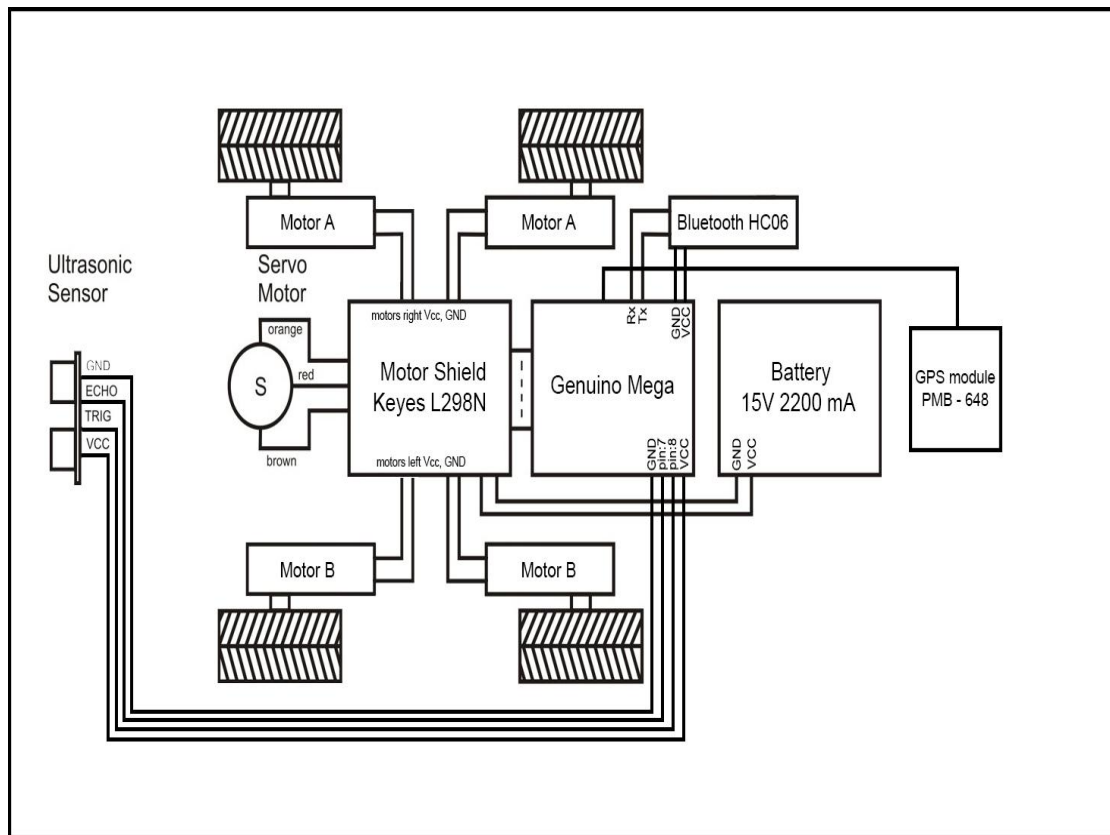 Motor A
Motor A
Bluetooth HC06
Ultrasonic
Sensor
Servo
Motor
Rx
Tx
GND
VCC
motors right Vcc, GND
orange
GND
ECHO
TRIG
VCC
S
red
Motor Shield
Keyes L298N
Genuino Mega
Battery
15V 2200 mA
GPS module
PMB - 648
brown
motors left Vcc, GND
GND
pin:7
pin:8
VCC
GND
VCC
Motor B
Motor B